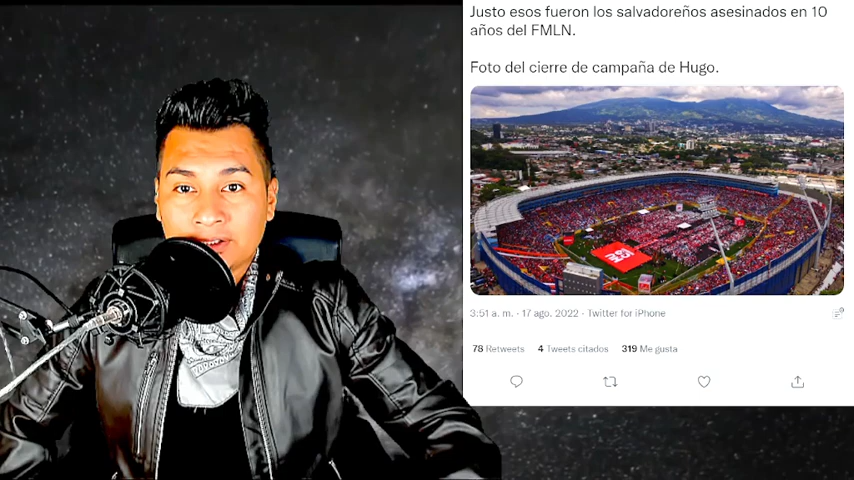 Justo esos fueron los salvadoreños asesinados en 10
años del FMLN.
Foto del cierre de campaña de Hugo.
3:51 a. m. · 17 ago. 2022 · Twitter for iPhone
78 Retweets 4 Tweets citados 319 Me gusta